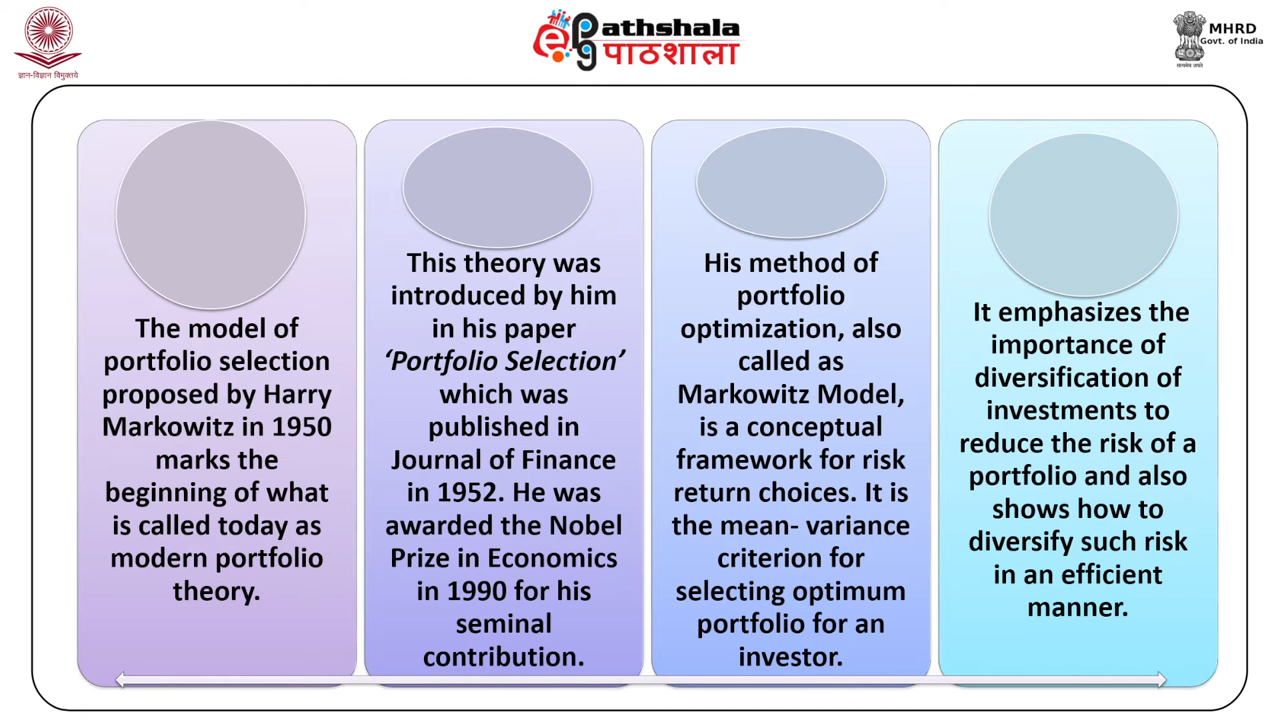 ज्ञान-विज्ञान विमुक्तये
ePG Pathshala
पाठशाला
MHRD
Govt. of India
सत्यमेव जयते
The model of
portfolio selection
proposed by Harry
Markowitz in 1950
marks the
beginning of what
is called today as
modern portfolio
theory.
This theory was
introduced by him
in his paper
‘Portfolio Selection’
which was
published in
Journal of Finance
in 1952. He was
awarded the Nobel
Prize in Economics
in 1990 for his
seminal
contribution.
His method of
portfolio
optimization, also
called as
Markowitz Model,
is a conceptual
framework for risk
return choices. It is
the mean- variance
criterion for
selecting optimum
portfolio for an
investor.
It emphasizes the
importance of
diversification of
investments to
reduce the risk of a
portfolio and also
shows how to
diversify such risk
in an efficient
manner.